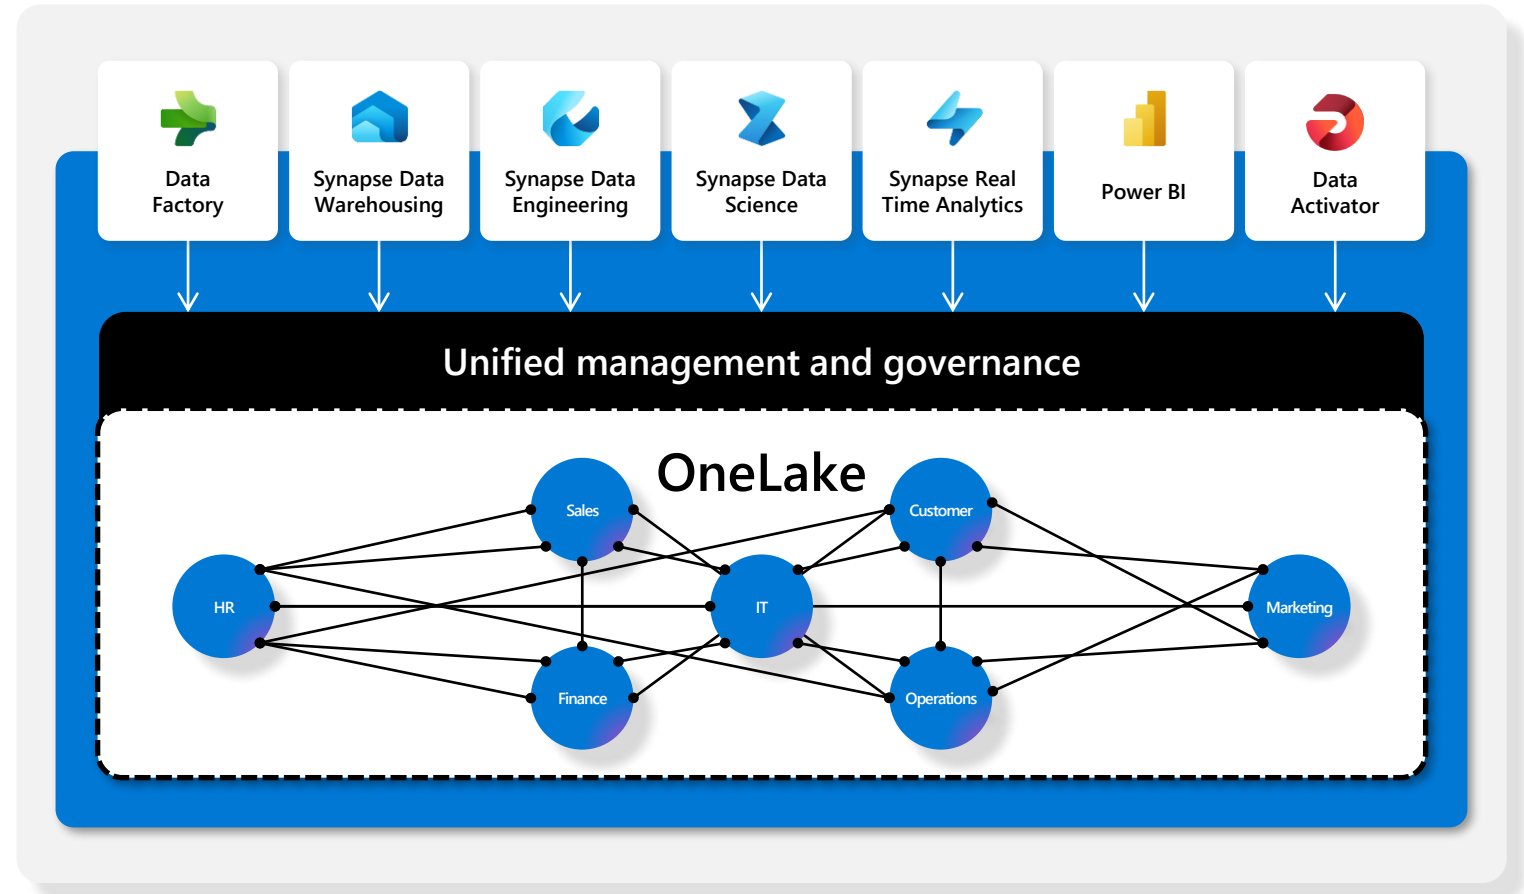 Data
Factory
Synapse Data
Warehousing
Synapse Data
Engineering
Synapse Data
Science
Synapse Real
Time Analytics
Power BI
Data
Activator
Unified management and governance
OneLake
Sales
Customer
HR
IT
Marketing
Finance
Operations